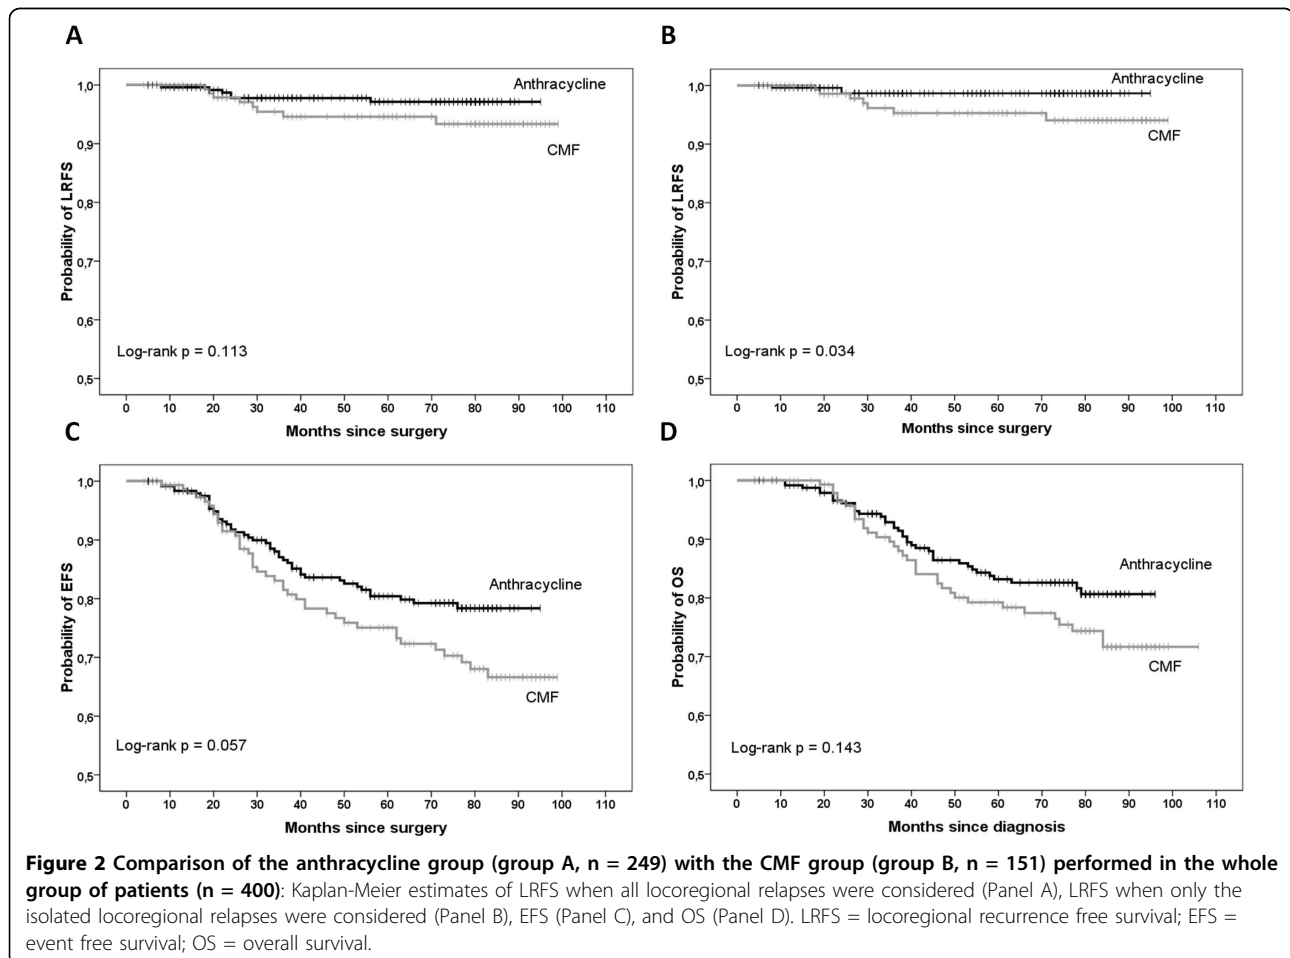 A
1,0
0,9
0,8
0,7
0,6
0,5
Probability of LRFS
Anthracycline
CMF
Log-rank p = 0.113
0 10 20 30 40 50 60 70 80 90 100 110
Months since surgery
B
1,0
0,9
0,8
0,7
0,6
0,5
Probability of LRFS
Anthracycline
CMF
Log-rank p = 0.034
0 10 20 30 40 50 60 70 80 90 100 110
Months since surgery
C
1,0
0,9
0,8
0,7
0,6
0,5
Probability of EFS
Anthracycline
CMF
Log-rank p = 0.057
0 10 20 30 40 50 60 70 80 90 100 110
Months since surgery
D
1,0
0,9
0,8
0,7
0,6
0,5
Probability of OS
Anthracycline
CMF
Log-rank p = 0.143
0 10 20 30 40 50 60 70 80 90 100 110
Months since diagnosis
Figure 2 Comparison of the anthracycline group (group A, n = 249) with the CMF group (group B, n = 151) performed in the whole
group of patients (n = 400): Kaplan-Meier estimates of LRFS when all locoregional relapses were considered (Panel A), LRFS when only the
isolated locoregional relapses were considered (Panel B), EFS (Panel C), and OS (Panel D). LRFS = locoregional recurrence free survival; EFS =
event free survival; OS = overall survival.